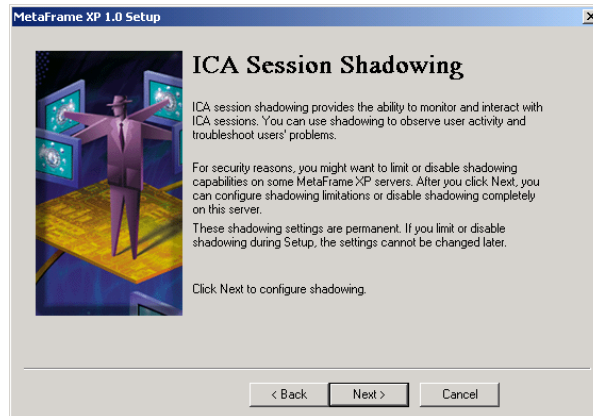 MetaFrame XP 1.0 Setup
ICA Session Shadowing
ICA session shadowing provides the ability to monitor and interact with
ICA sessions. You can use shadowing to observe user activity and
troubleshoot users' problems.
For security reasons, you might want to limit or disable shadowing
capabilities on some MetaFrame XP servers. After you click Next, you
can configure shadowing limitations or disable shadowing completely
on this server.
These shadowing settings are permanent. If you limit or disable
shadowing during Setup, the settings cannot be changed later.
Click Next to configure shadowing.
< Back
Next >
Cancel